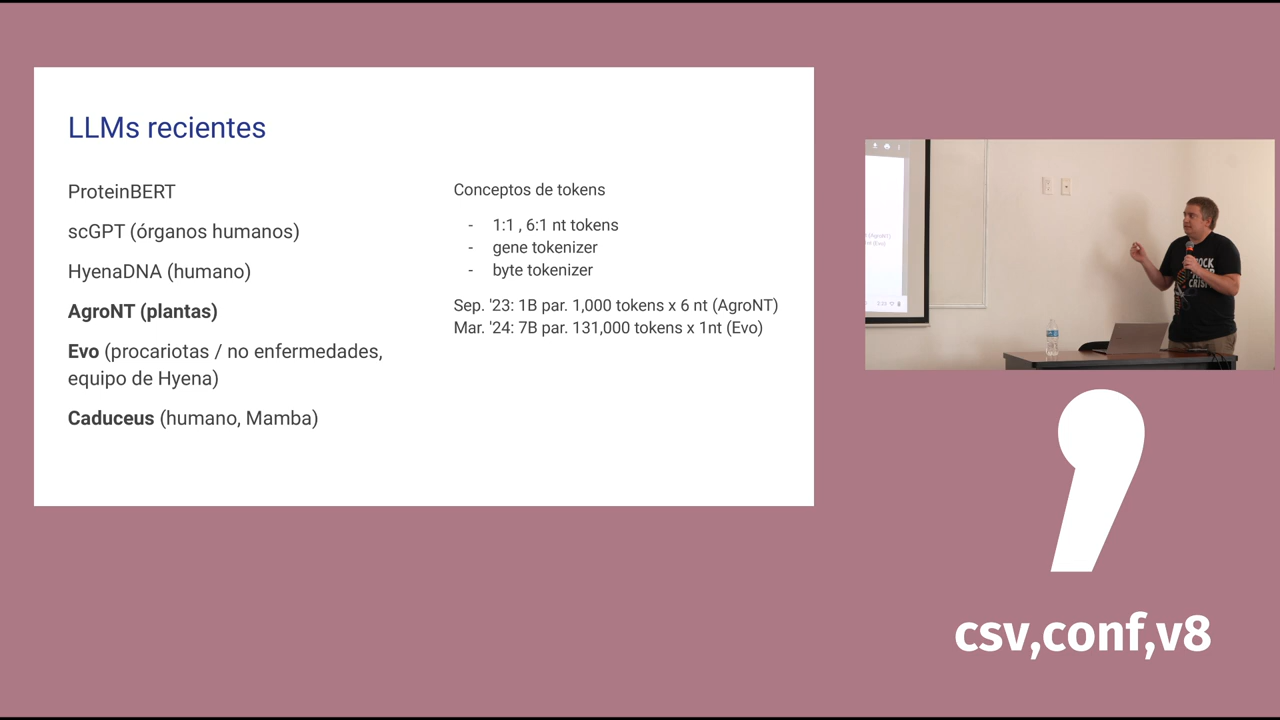 LLMs recientes
ProteinBERT
scGPT (órganos humanos)
HyenaDNA (humano)
AgroNT (plantas)
Evo (procariotas / no enfermedades,
equipo de Hyena)
Caduceus (humano, Mamba)
Conceptos de tokens
- 1:1 , 6:1 nt tokens
- gene tokenizer
- byte tokenizer
Sep. '23: 1B par. 1,000 tokens x 6 nt (AgroNT)
Mar. '24: 7B par. 131,000 tokens x 1nt (Evo)
csv,conf,v8